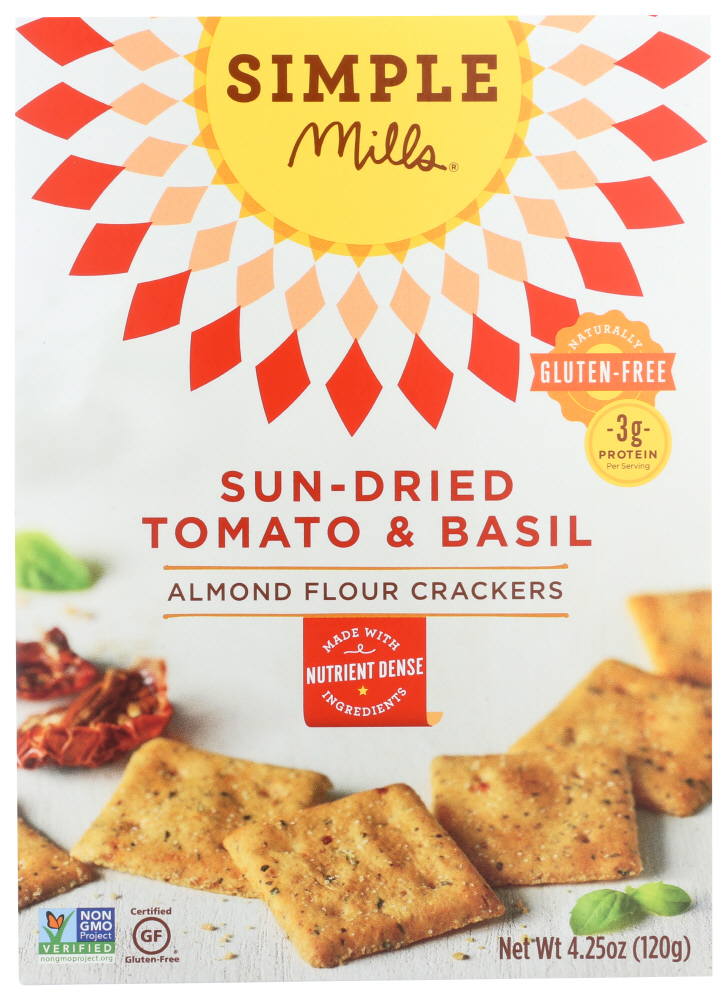 SIMPLE
Mills®
NATURALLY
GLUTEN-FREE
-3g-
PROTEIN
Per Serving
SUN-DRIED
TOMATO & BASIL
ALMOND FLOUR CRACKERS
MADE WITH
NUTRIENT DENSE
INGREDIENTS
NON
GMO
Project
VERIFIED
nongmoproject.org
Certified
GF
Gluten-Free
Net Wt 4.25oz (120g)